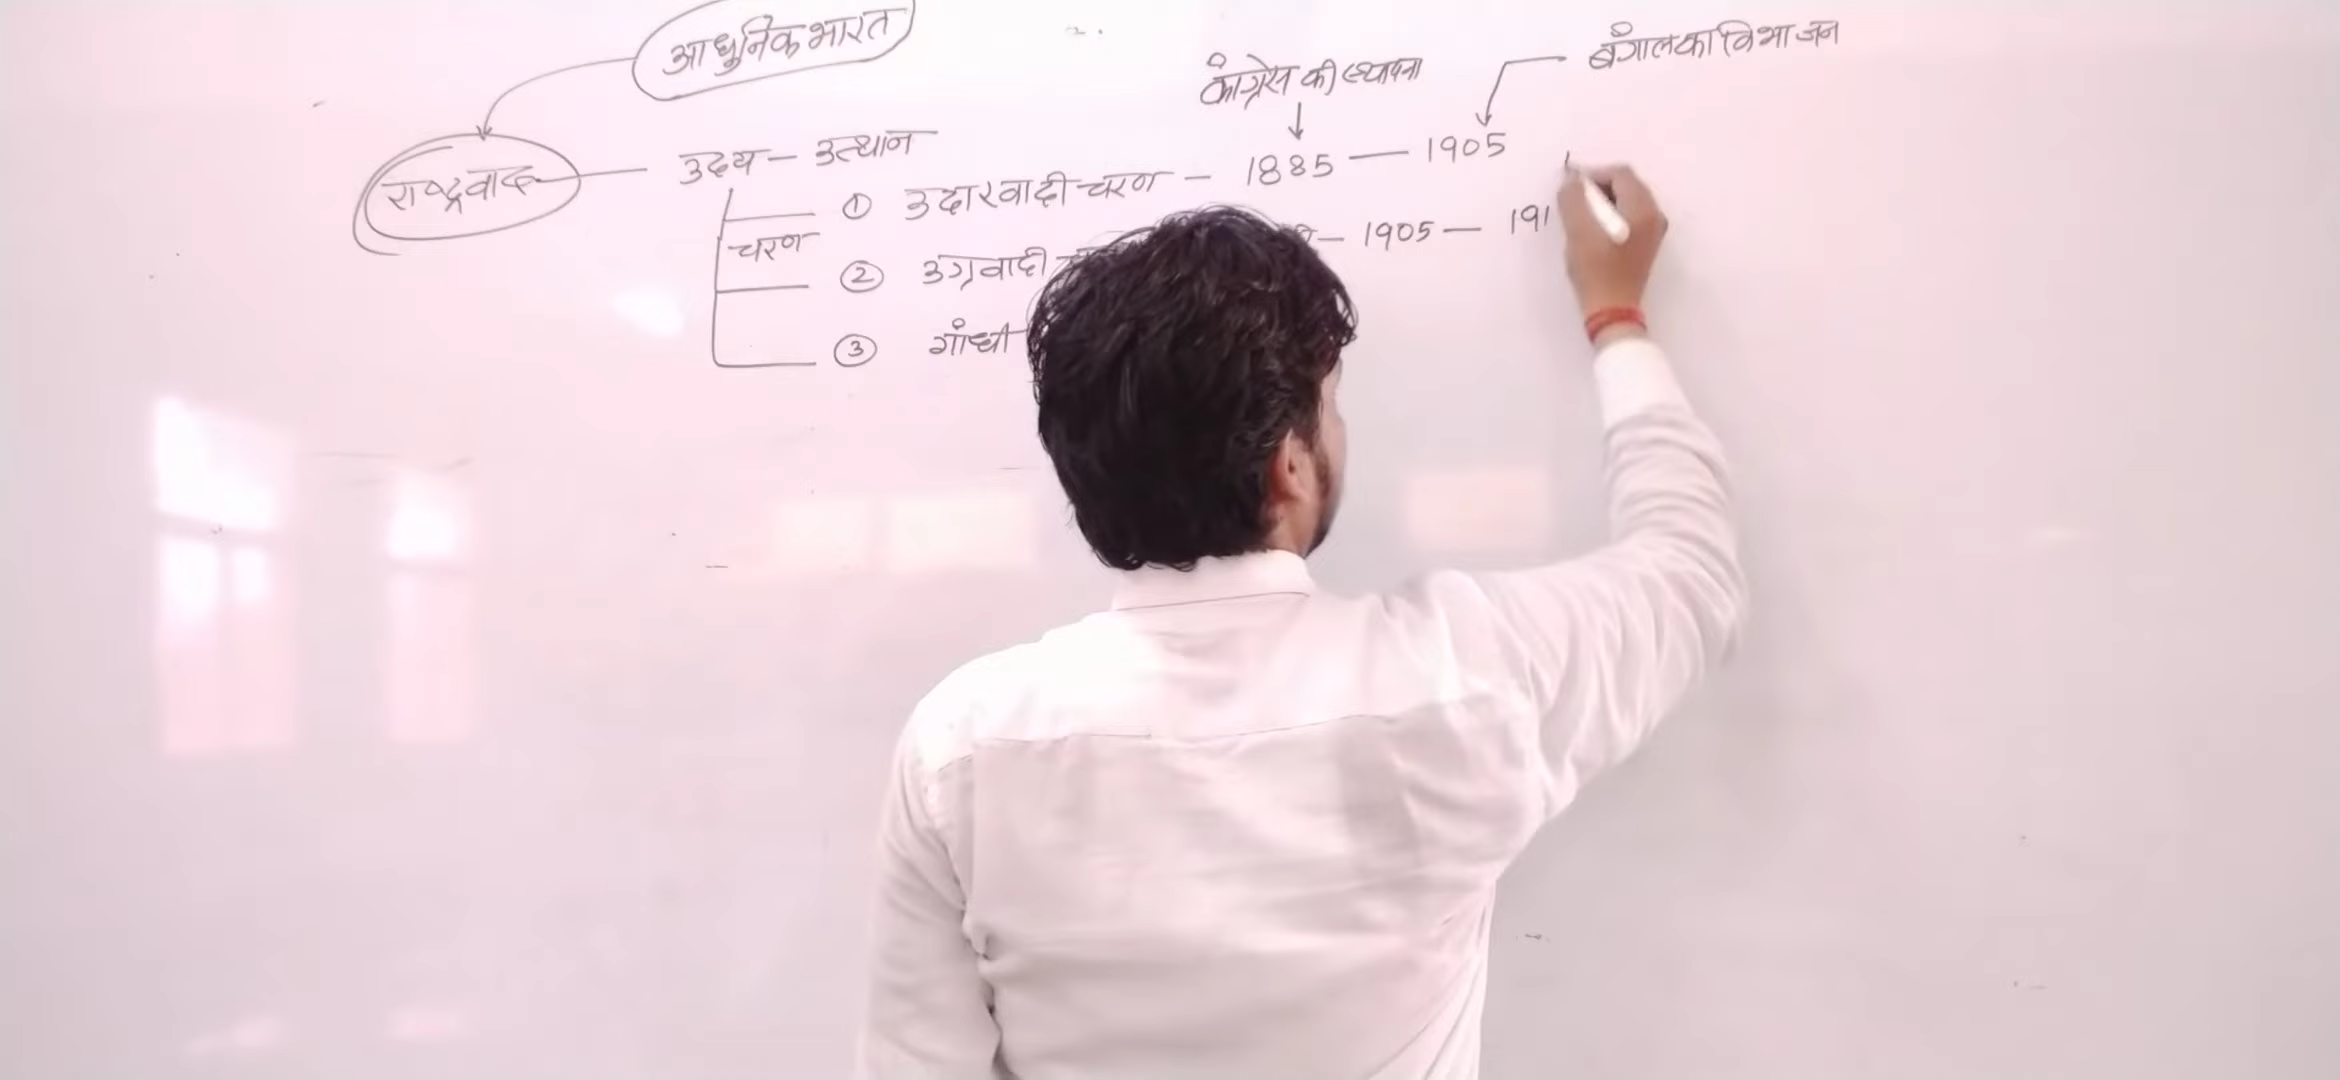 आधुनिक भारत
कांग्रेस की स्थापना
बंगाल का विभाजन
राष्ट्रवाद — उदय – उत्थान
चरण
① उदारवादी चरण – 1885 — 1905
② उग्रवादी – 1905 — 191
③ गांधी